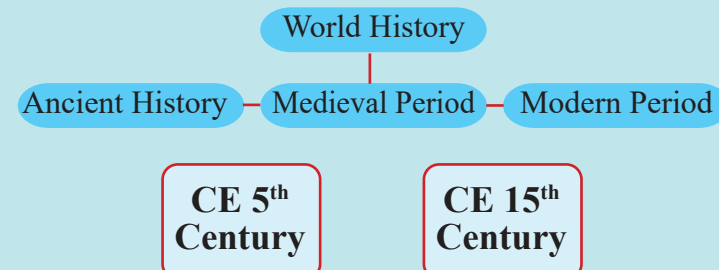 World History
Ancient History
Medieval Period
Modern Period
CE 5th
Century
CE 15th
Century